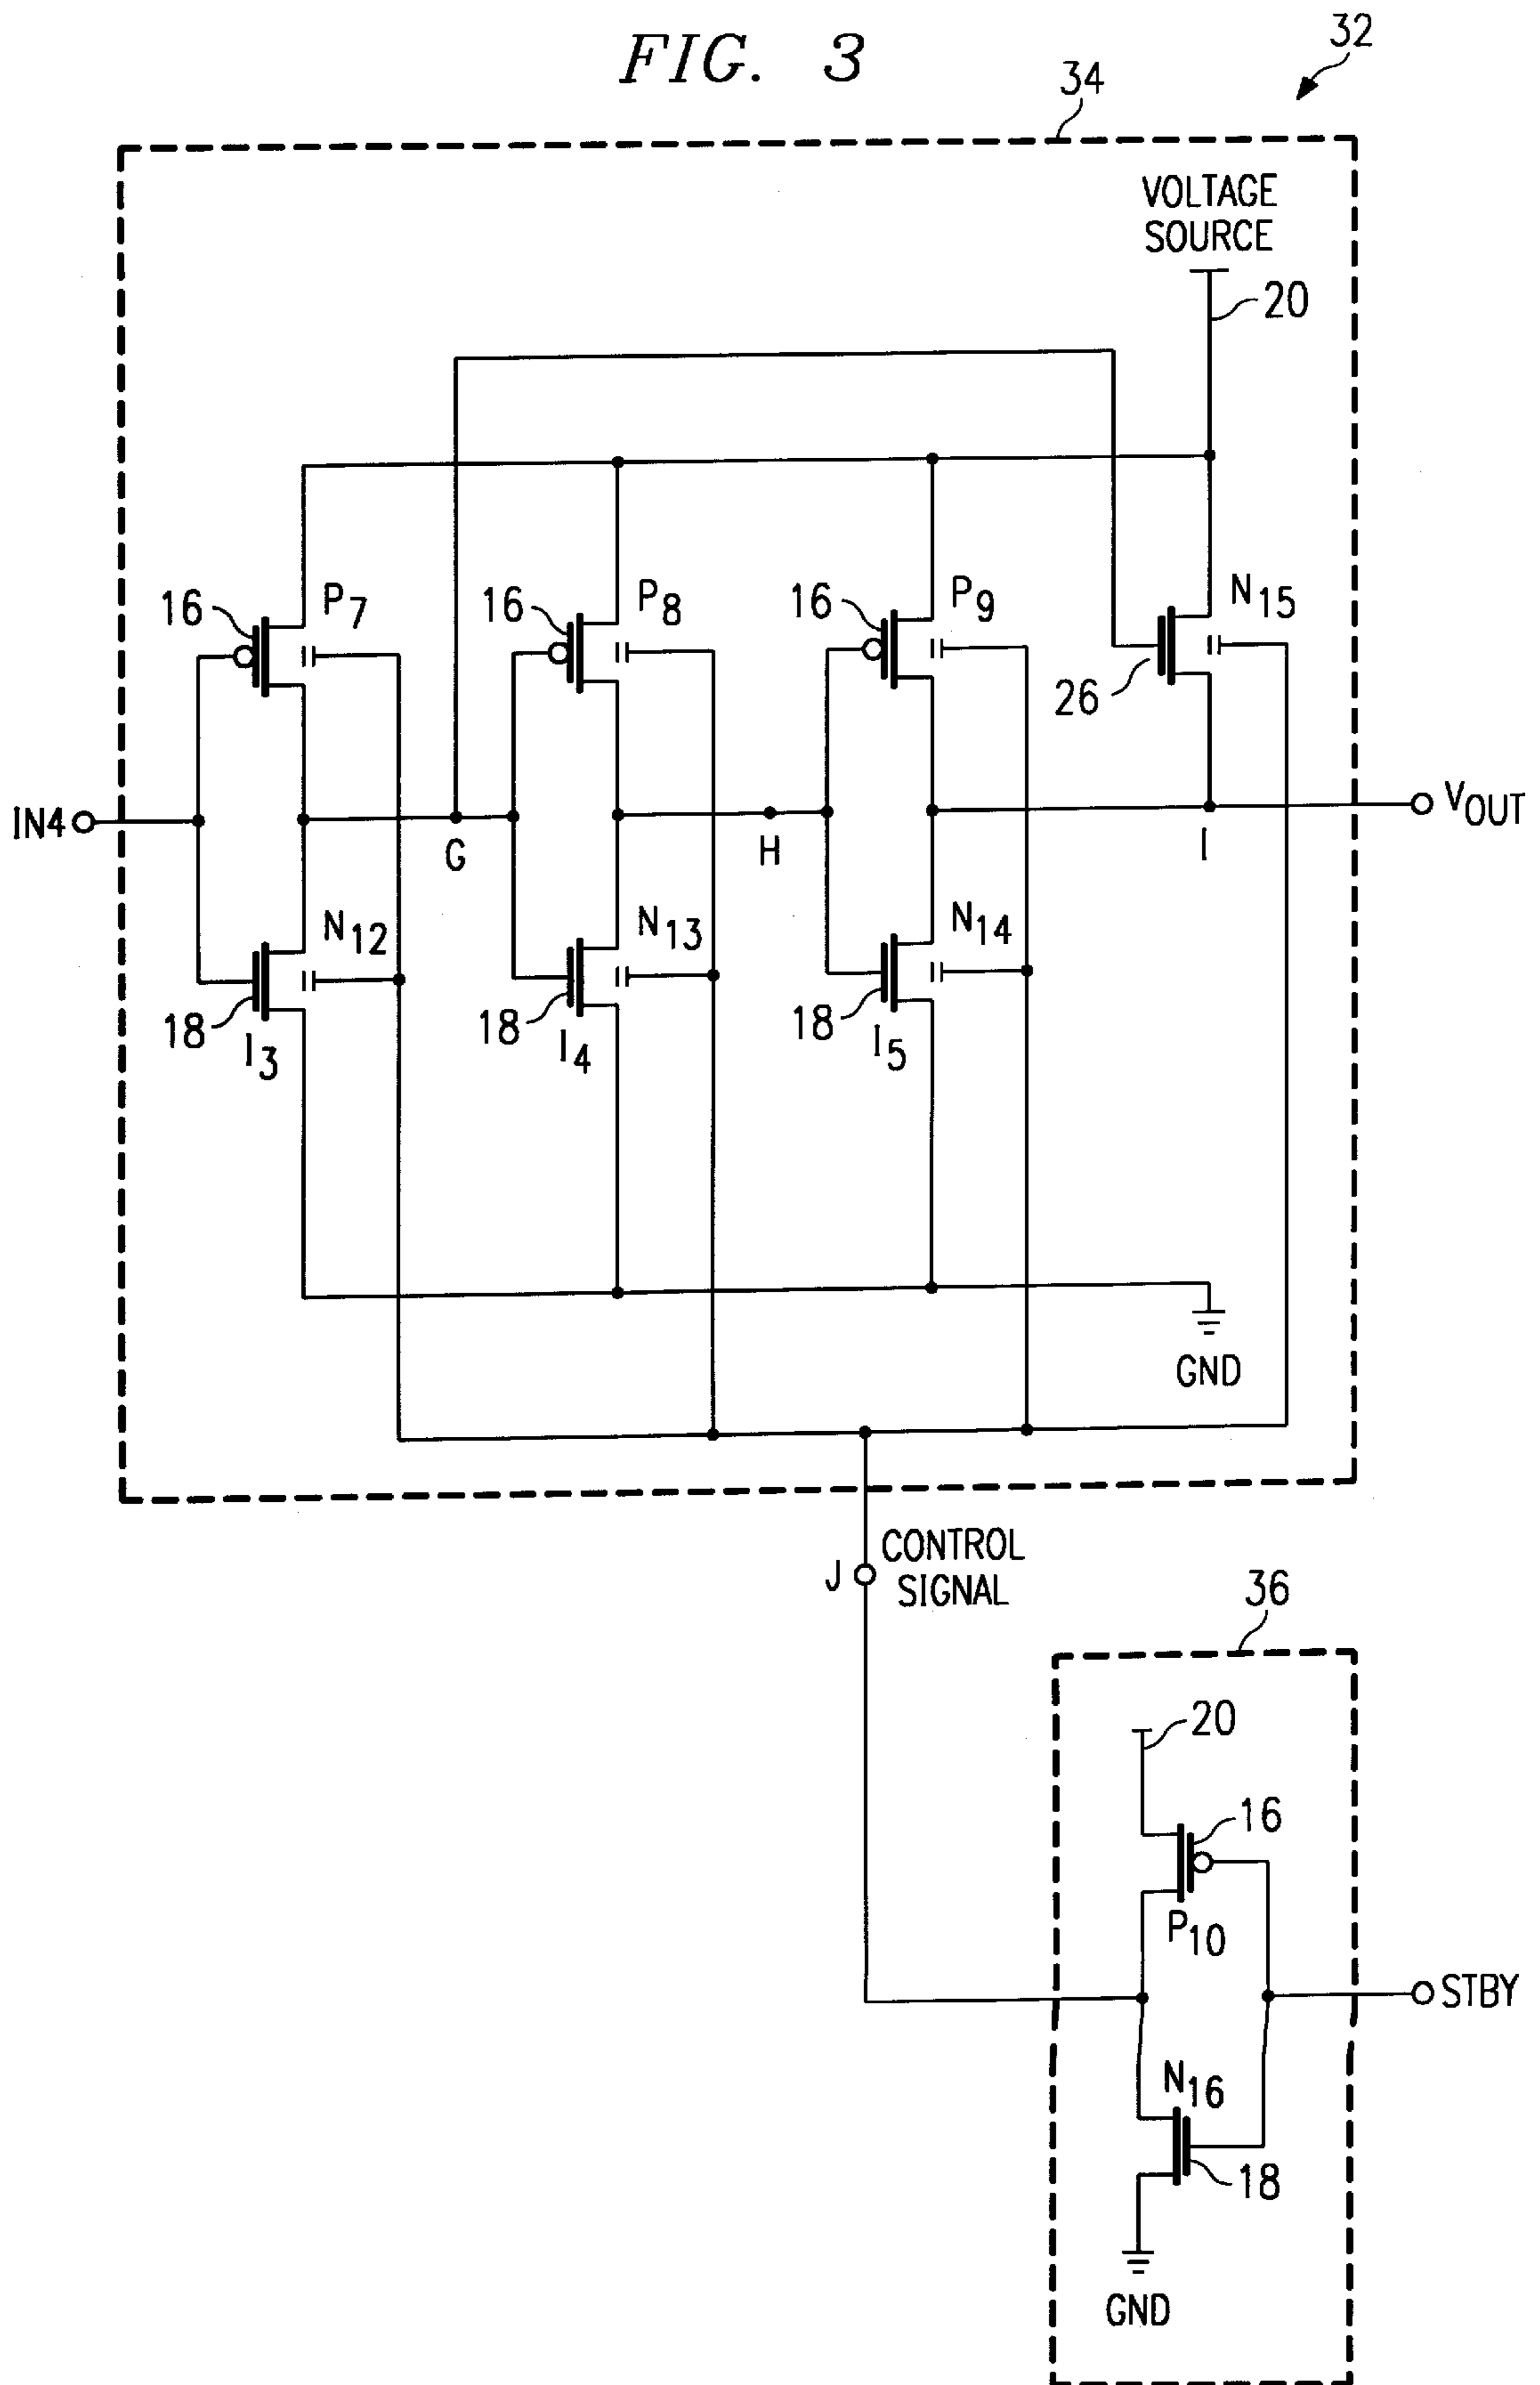 FIG. 3
32
34
VOLTAGE
SOURCE
20
16
P7
16
P8
16
P9
N15
26
IN4
G
H
I
VOUT
N12
18
I3
N13
18
I4
N14
18
I5
GND
J
CONTROL
SIGNAL
36
20
16
P10
STBY
N16
18
GND